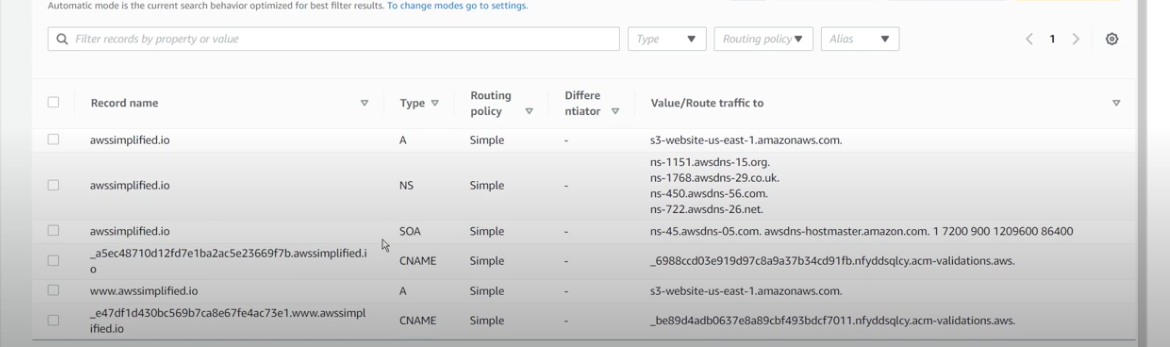 Automatic mode is the current search behavior optimized for best filter results. To change modes go to settings.
Filter records by property or value
Type
Routing policy
Alias
1
Record name
Type
Routing
policy
Differe
ntiator
Value/Route traffic to
awssimplified.io A Simple - s3-website-us-east-1.amazonaws.com.
awssimplified.io NS Simple - ns-1151.awsdns-15.org.
ns-1768.awsdns-29.co.uk.
ns-450.awsdns-56.com.
ns-722.awsdns-26.net.
awssimplified.io SOA Simple - ns-45.awsdns-05.com. awsdns-hostmaster.amazon.com. 1 7200 900 1209600 86400
_a5ec48710d12fd7e1ba2ac5e23669f7b.awssimplified.i
o
CNAME Simple - _6988ccd03e919d97c8a9a37b34cd91fb.nfyddsqlcy.acm-validations.aws.
www.awssimplified.io A Simple - s3-website-us-east-1.amazonaws.com.
_e47df1d430bc569b7ca8e67fe4ac73e1.www.awssimpl
ified.io
CNAME Simple - _be89d4adb0637e8a89cbf493bdcf7011.nfyddsqlcy.acm-validations.aws.